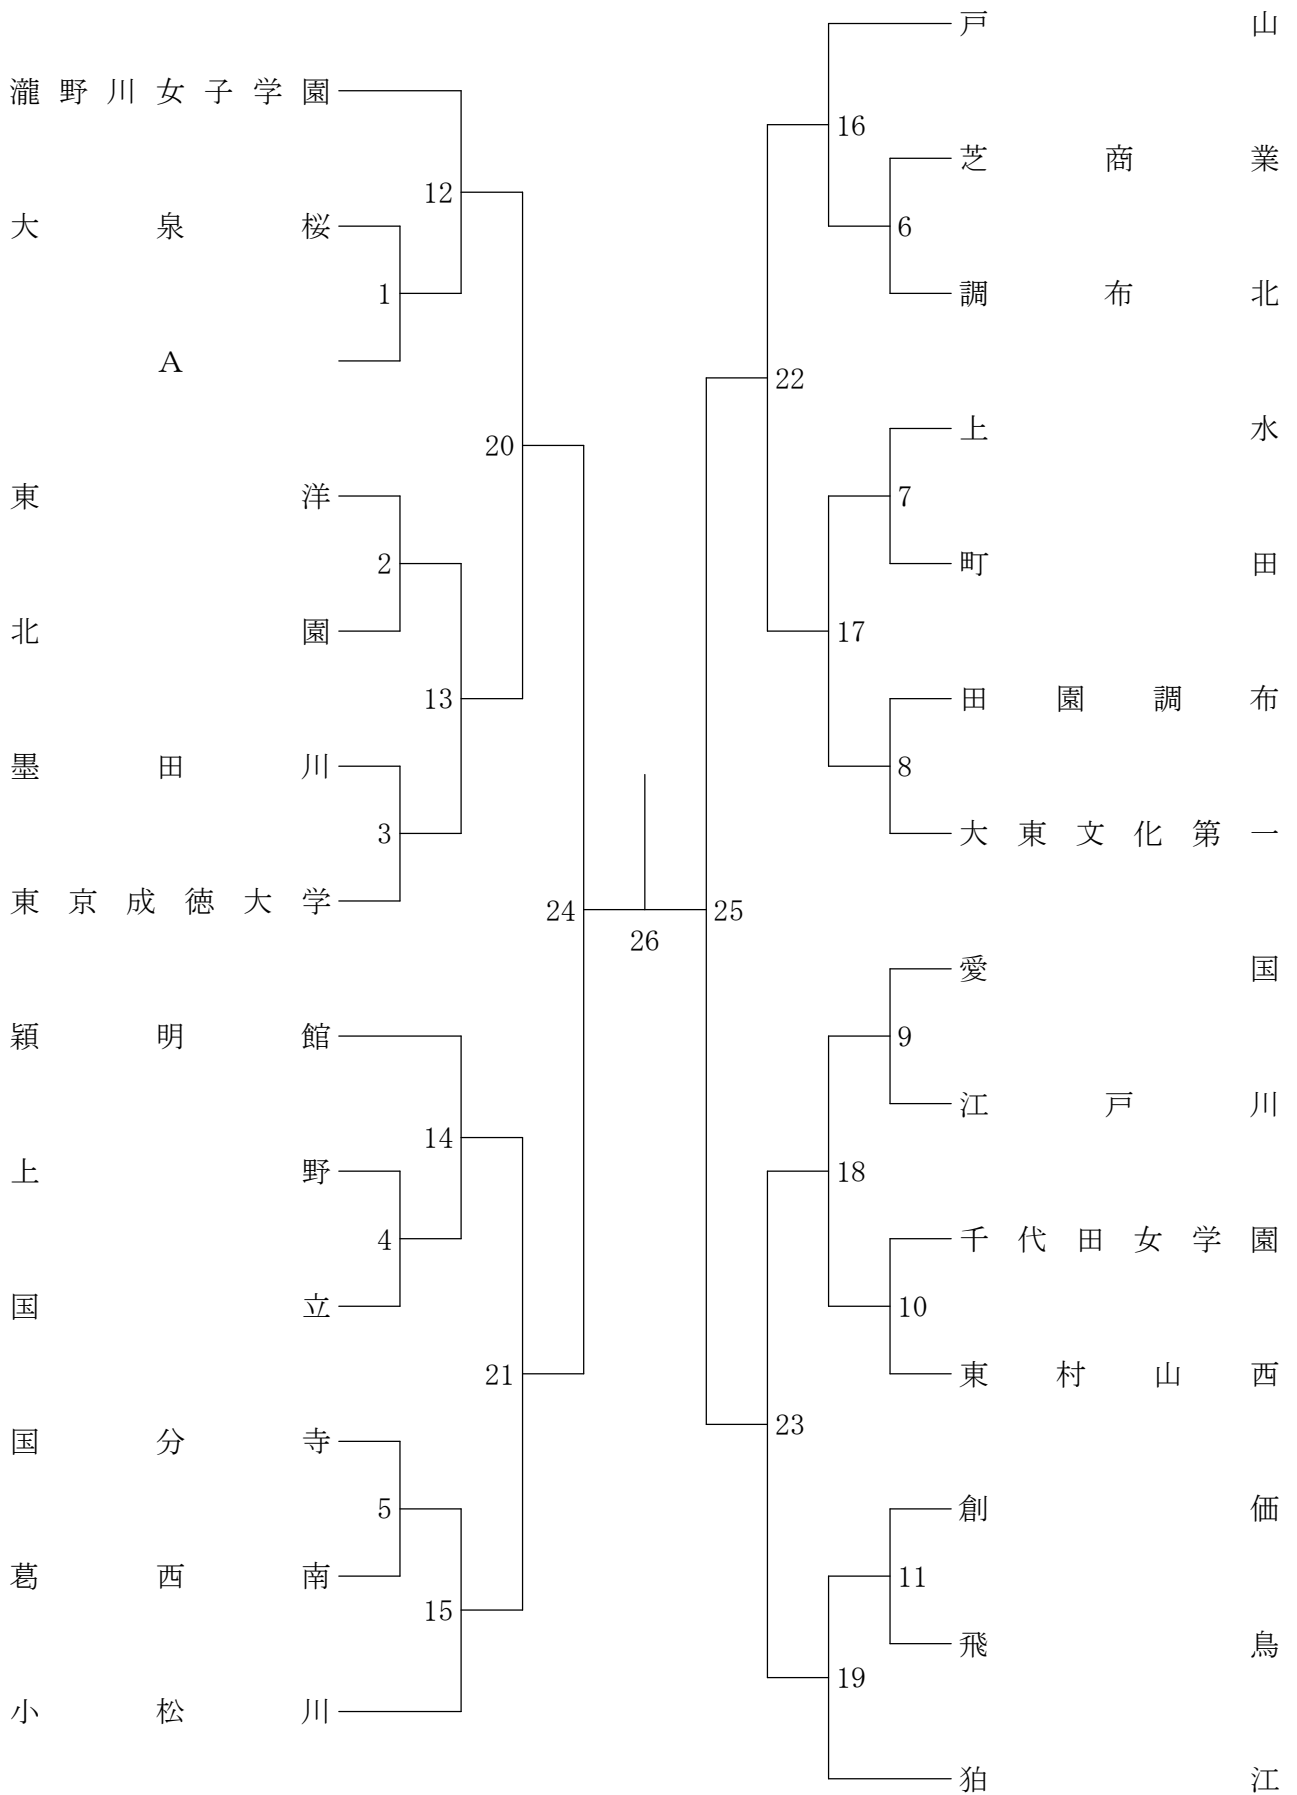 瀧野川女子学園
12
大泉桜
1
A
20
東洋
2
北園
13
墨田川
3
東京成徳大学
24
26
穎明館
14
上野
4
国立
21
国分寺
5
葛西南
15
小松川
戸山
16
芝商業
6
調布北
22
上水
7
町田
17
田園調布
8
大東文化第一
25
愛国
9
江戸川
18
千代田女学園
10
東村山西
23
創価
11
飛鳥
19
狛江